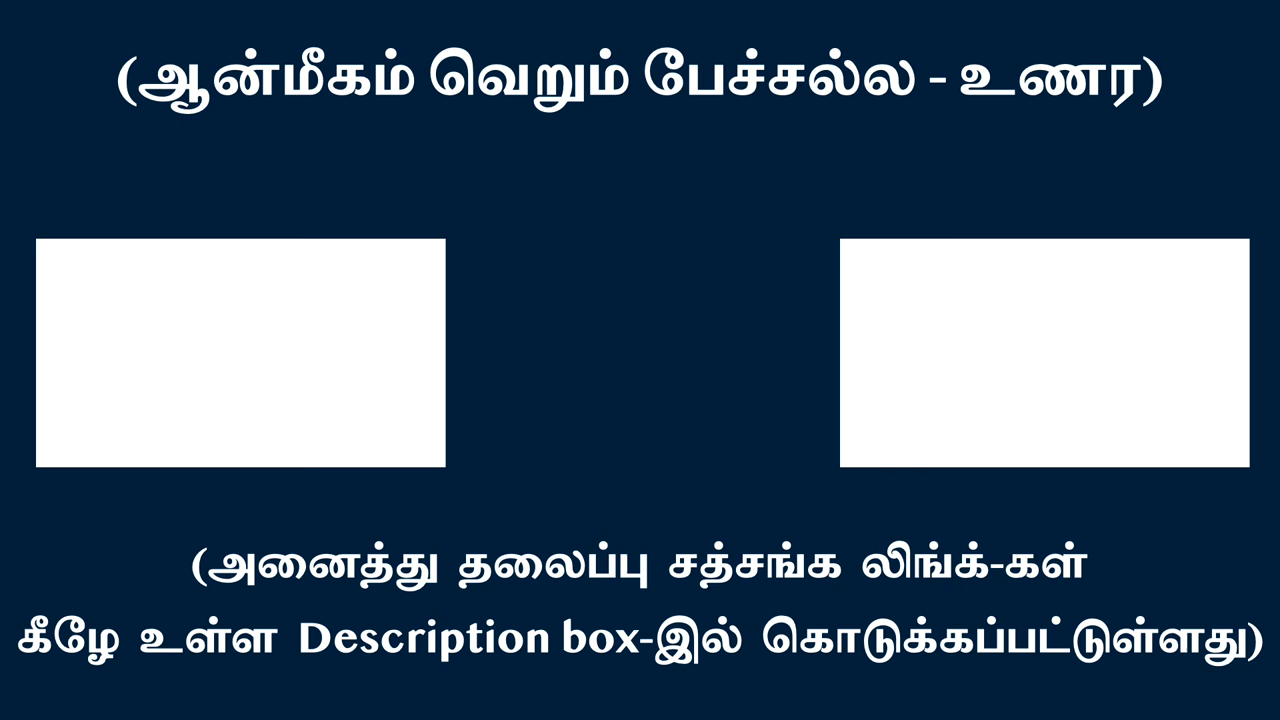 (ஆன்மீகம் வெறும் பேச்சல்ல - உணர)
(அனைத்து தலைப்பு சத்சங்க லிங்க்-கள்
கீழே உள்ள Description box-இல் கொடுக்கப்பட்டுள்ளது)